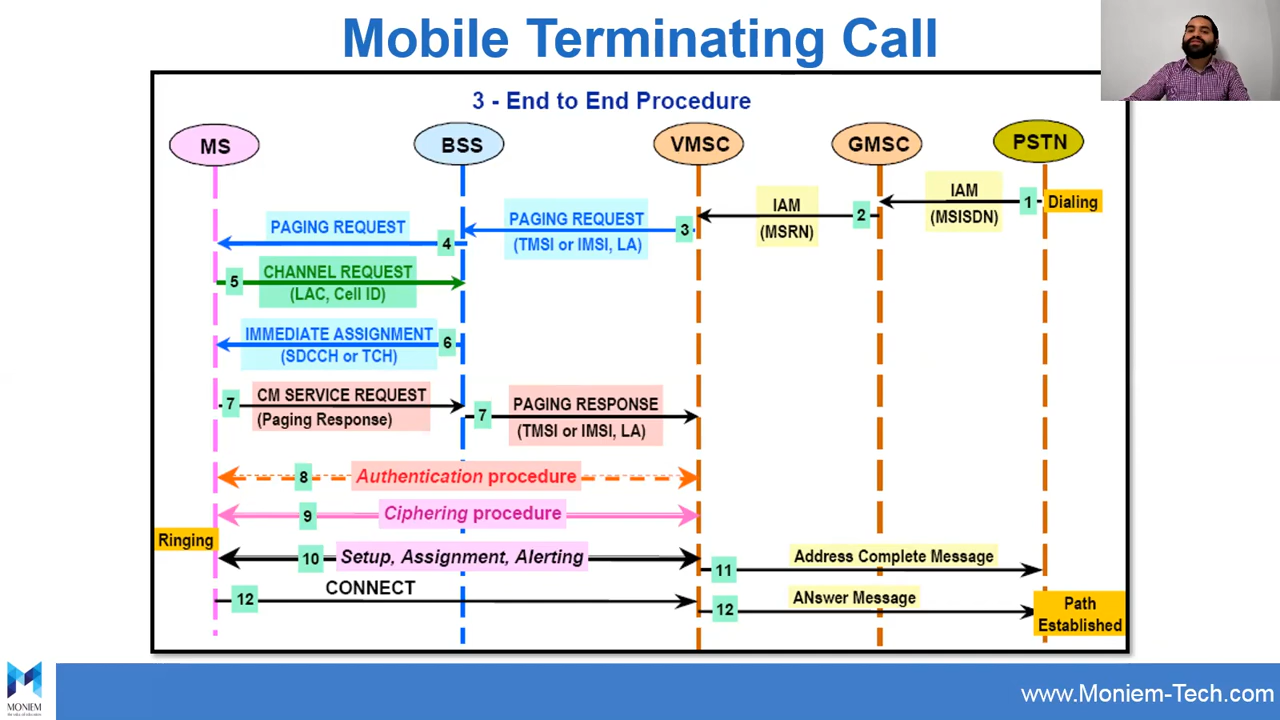 Mobile Terminating Call
3 - End to End Procedure
MS
BSS
VMSC
GMSC
PSTN
IAM
(MSISDN)
1
Dialing
IAM
(MSRN)
2
PAGING REQUEST
(TMSI or IMSI, LA)
3
PAGING REQUEST
4
5
CHANNEL REQUEST
(LAC, Cell ID)
IMMEDIATE ASSIGNMENT
(SDCCH or TCH)
6
7
CM SERVICE REQUEST
(Paging Response)
7
PAGING RESPONSE
(TMSI or IMSI, LA)
8
Authentication procedure
9
Ciphering procedure
Ringing
10
Setup, Assignment, Alerting
11
Address Complete Message
12
CONNECT
12
ANswer Message
Path
Established
MONIEM
www.Moniem-Tech.com